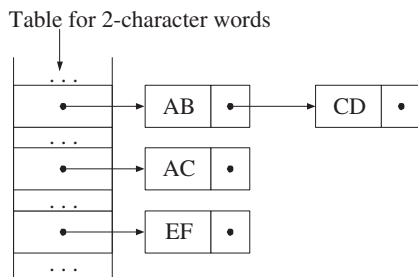 Table for 2-character words
. . .
AB CD
. . .
AC
. . .
EF
. . .